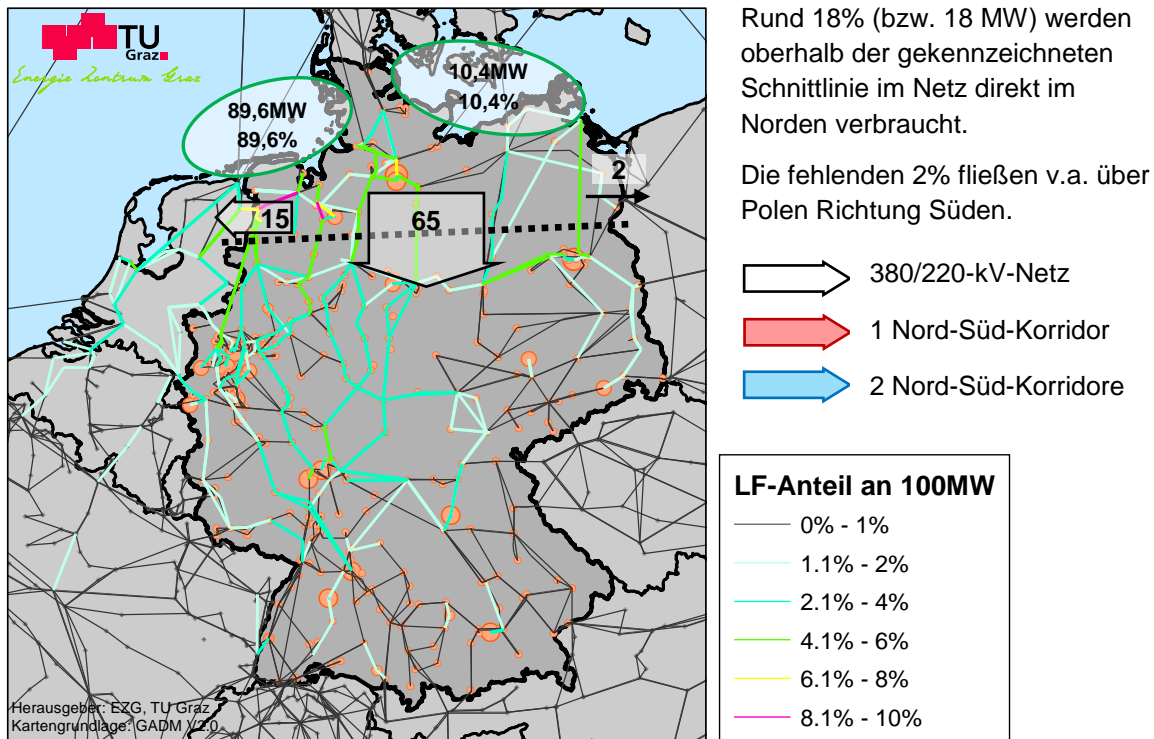 TU
Graz
Energie Zentrum Graz
89,6MW
89,6%
10,4MW
10,4%
2
15
65
Herausgeber: EZG, TU Graz
Kartengrundlage: GADM V2.0
Rund 18% (bzw. 18 MW) werden
oberhalb der gekennzeichneten
Schnittlinie im Netz direkt im
Norden verbraucht.
Die fehlenden 2% fließen v.a. über
Polen Richtung Süden.
380/220-kV-Netz
1 Nord-Süd-Korridor
2 Nord-Süd-Korridore
LF-Anteil an 100MW
0% - 1%
1.1% - 2%
2.1% - 4%
4.1% - 6%
6.1% - 8%
8.1% - 10%